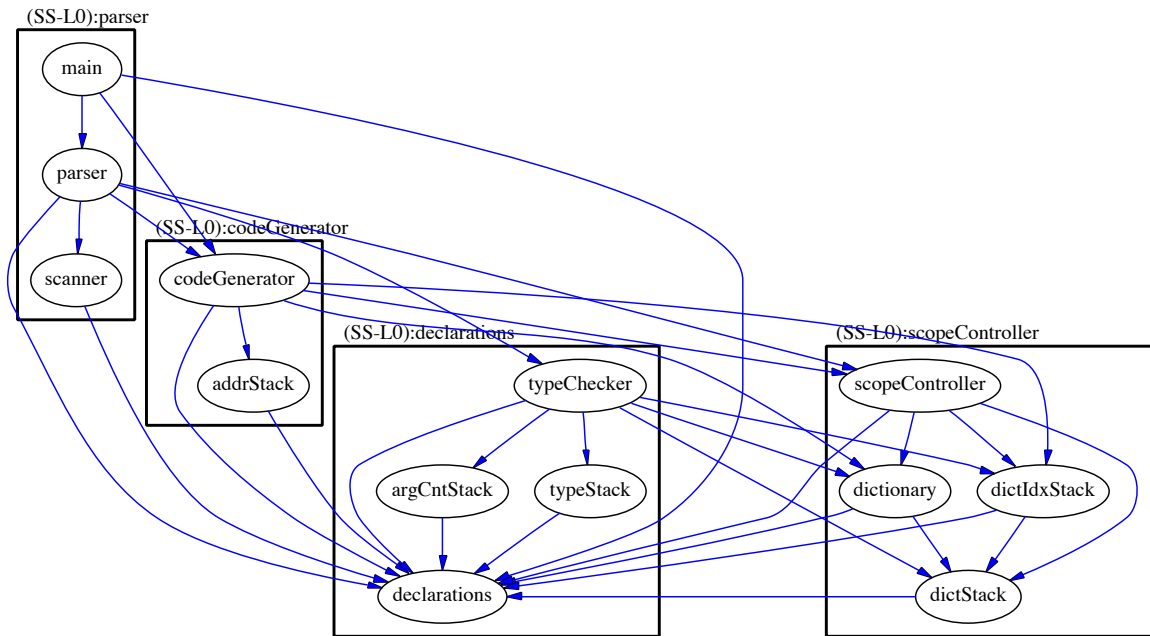 (SS-L0):parser
main
parser
(SS-L0):codeGenerator
scanner
codeGenerator
(SS-L0):declarations
(SS-L0):scopeController
addrStack
typeChecker
scopeController
argCntStack
typeStack
dictionary
dictIdxStack
declarations
dictStack